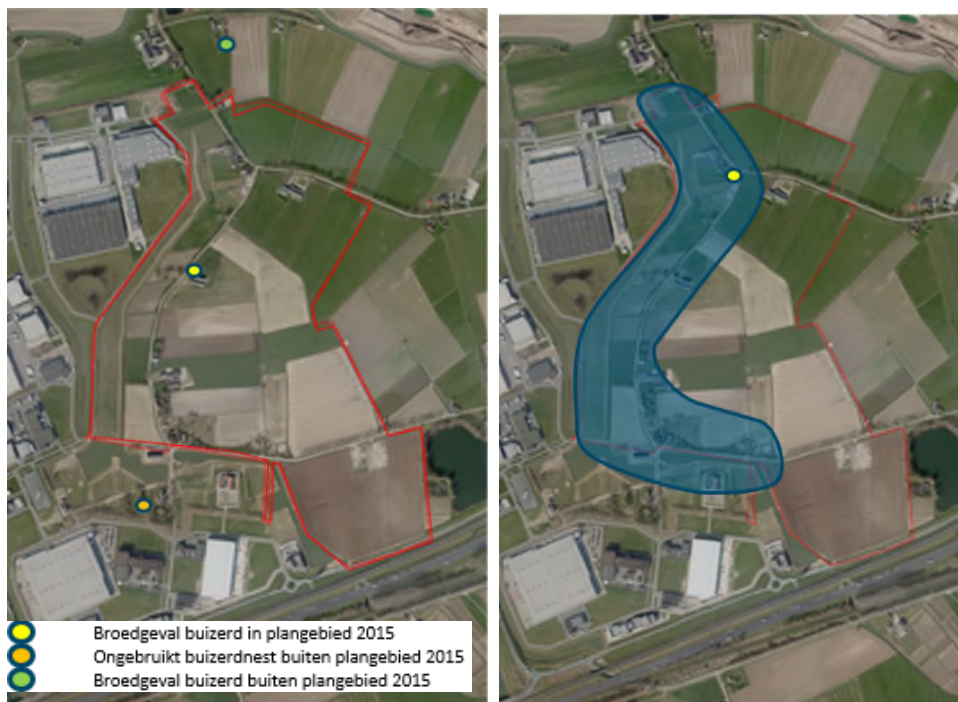 Broedgeval buizerd in plangebied 2015
Ongebruikt buizerdnest buiten plangebied 2015
Broedgeval buizerd buiten plangebied 2015